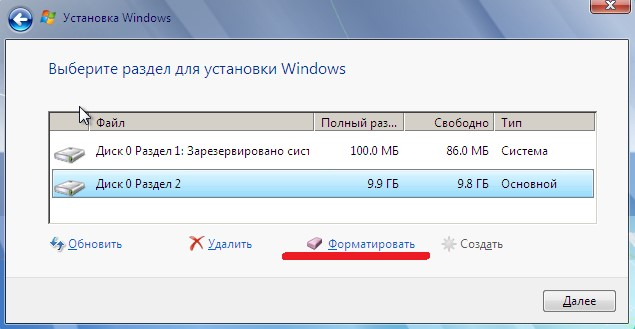 Установка Windows
Выберите раздел для установки Windows
Файл Полный раз... Свободно Тип
Диск 0 Раздел 1: Зарезервировано сист 100.0 МБ 86.0 МБ Система
Диск 0 Раздел 2 9.9 ГБ 9.8 ГБ Основной
Обновить Удалить Форматировать Создать
Далее